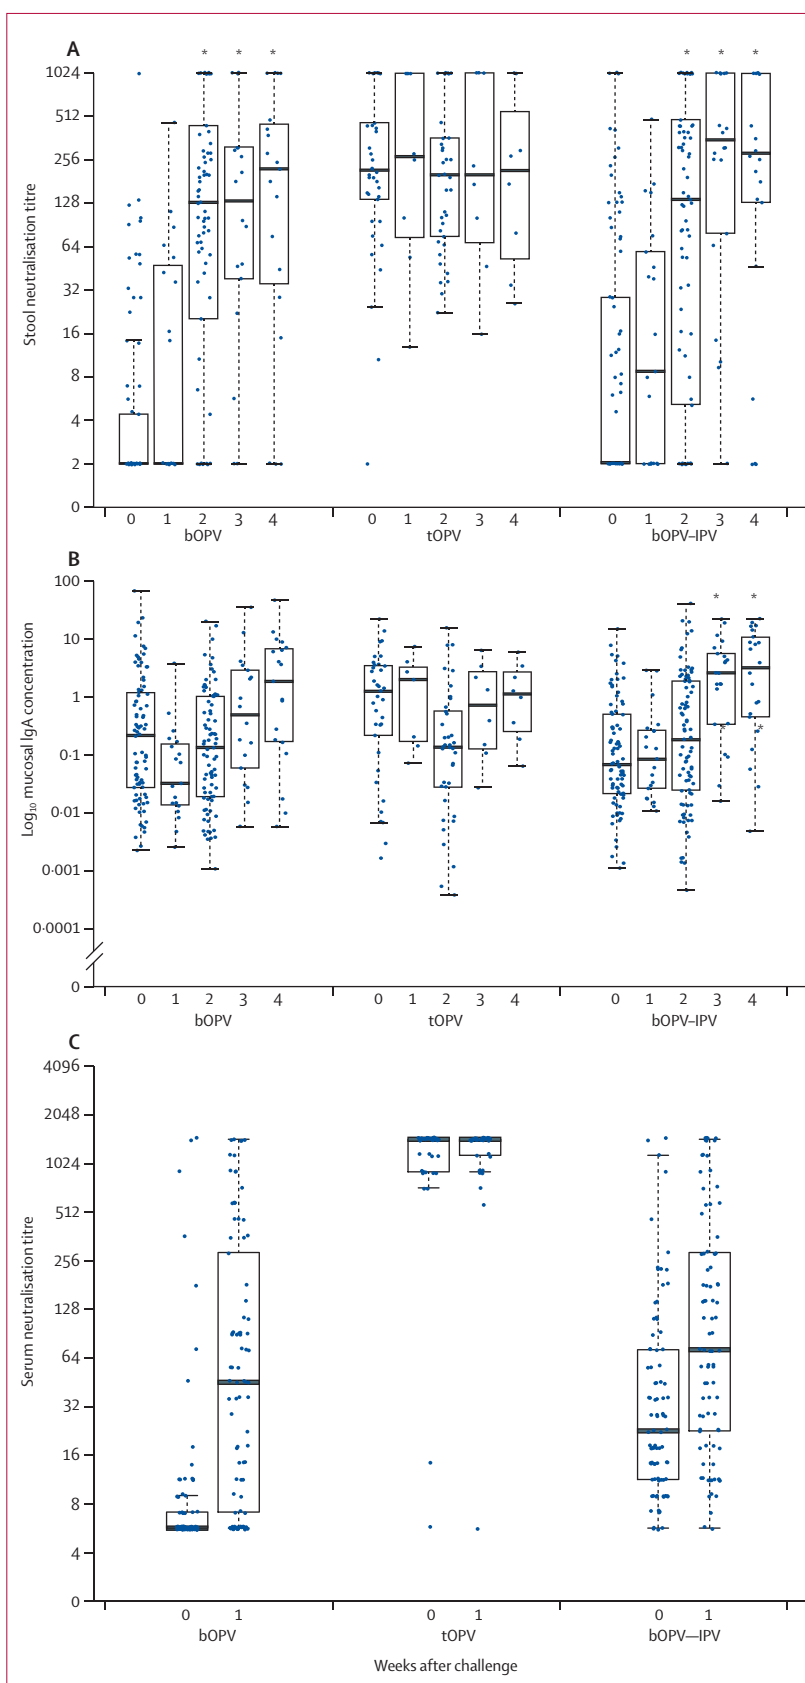 A
* * * * * *
1024
512
256
128
64
32
16
8
4
2
0
Stool neutralisation titre
0 1 2 3 4 0 1 2 3 4 0 1 2 3 4
bOPV tOPV bOPV–IPV
B
* *
100
10
1
0·1
0·01
0·001
0·0001
0
Log₁₀ mucosal IgA concentration
* *
0 1 2 3 4 0 1 2 3 4 0 1 2 3 4
bOPV tOPV bOPV–IPV
C
4096
2048
1024
512
256
128
64
32
16
8
4
0
Serum neutralisation titre
0 1 0 1 0 1
bOPV tOPV bOPV—IPV
Weeks after challenge